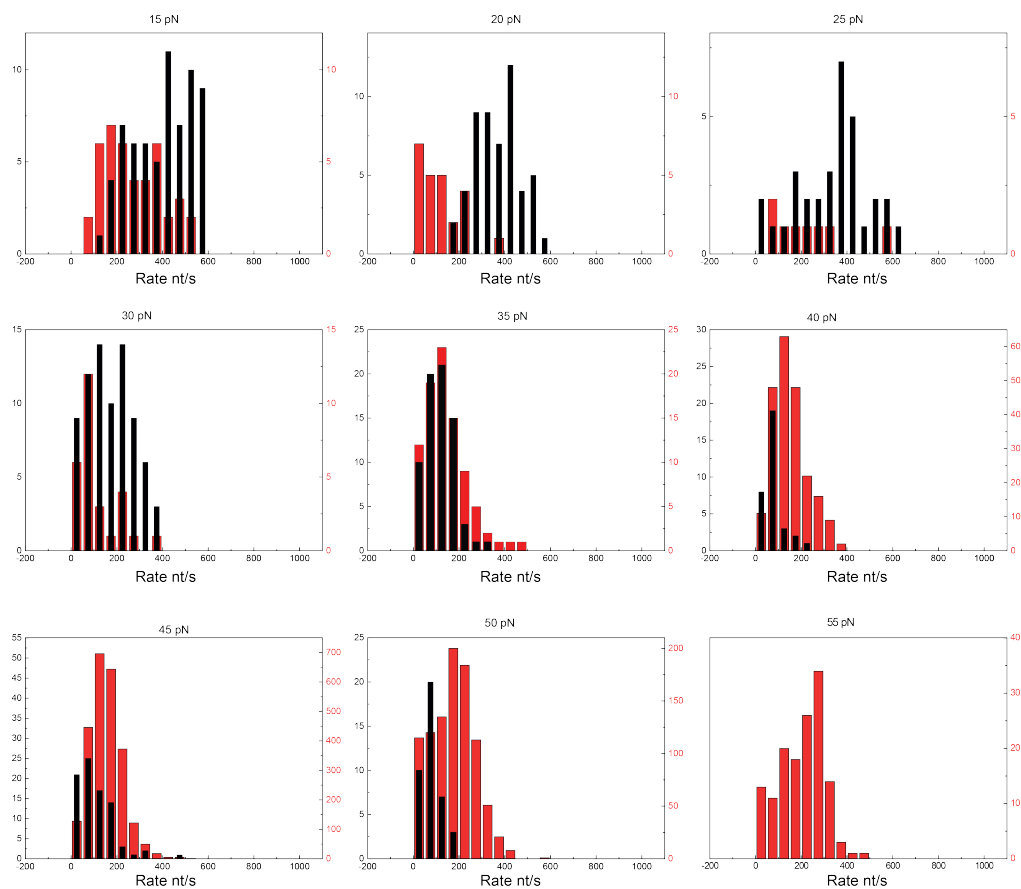 15 pN 20 pN 25 pN
10 10 10 10
5 5 5 5 5 5
0 0 0 0 0 0
-200 0 200 400 600 800 1000 -200 0 200 400 600 800 1000 -200 0 200 400 600 800 1000
Rate nt/s Rate nt/s Rate nt/s
30 pN 35 pN 40 pN
15 15 25 25 30 60
10 10 20 20 25 50
5 5 15 15 20 40
0 0 10 10 15 30
5 5 10 20
0 0 5 10
0 0
-200 0 200 400 600 800 1000 -200 0 200 400 600 800 1000 -200 0 200 400 600 800 1000
Rate nt/s Rate nt/s Rate nt/s
45 pN 50 pN 55 pN
55 700 25 200 40
50 600 20 150 30
45 500 15 100 20
40 400 10 50 10
35 300 5 0 0
30 200 0
25 100
20 0
15
10
5
0
-200 0 200 400 600 800 1000 -200 0 200 400 600 800 1000 -200 0 200 400 600 800 1000
Rate nt/s Rate nt/s Rate nt/s